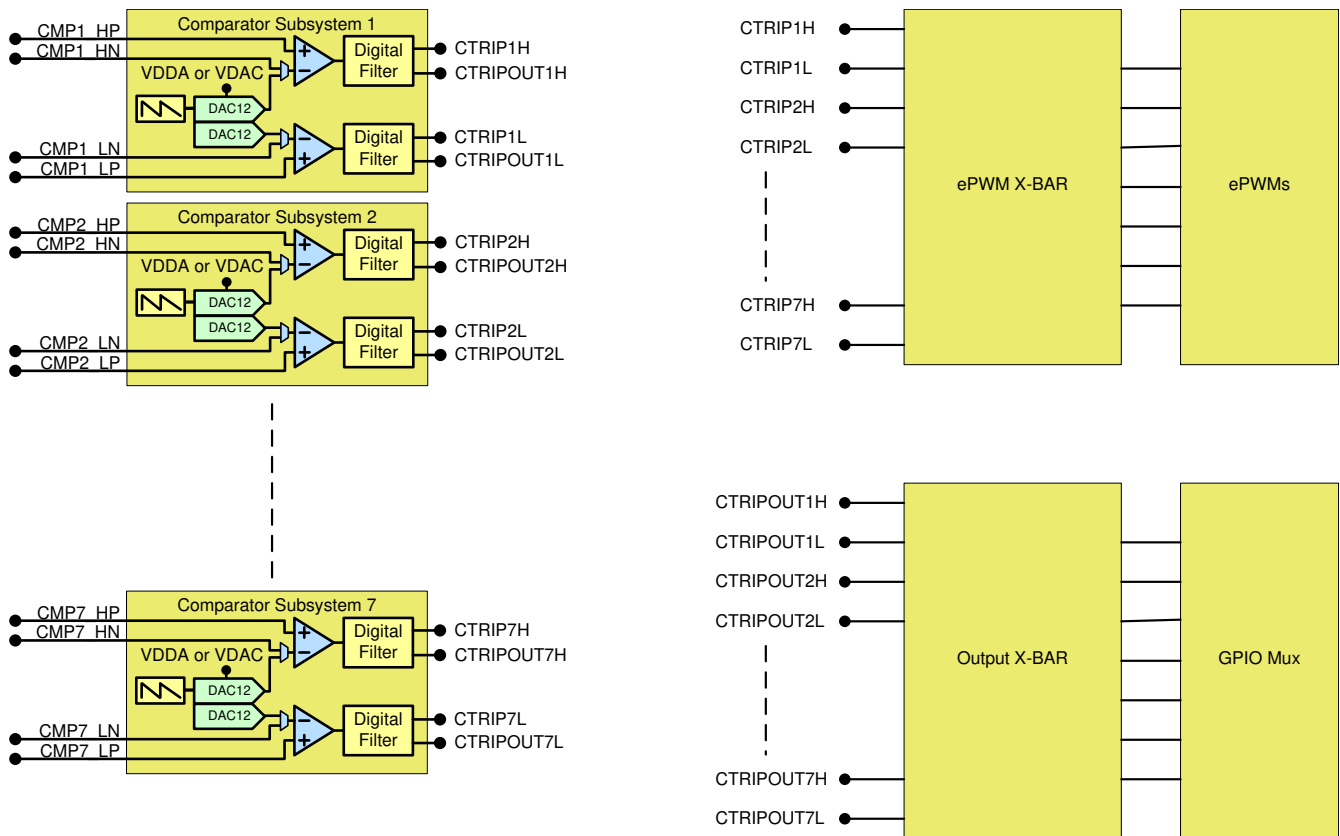 Comparator Subsystem 1
CMP1_HP
CMP1_HN
VDDA or VDAC
DAC12
DAC12
Digital
Filter
CTRIP1H
CTRIPOUT1H
CMP1_LN
CMP1_LP
Digital
Filter
CTRIP1L
CTRIPOUT1L
Comparator Subsystem 2
CMP2_HP
CMP2_HN
VDDA or VDAC
DAC12
DAC12
Digital
Filter
CTRIP2H
CTRIPOUT2H
CMP2_LN
CMP2_LP
Digital
Filter
CTRIP2L
CTRIPOUT2L
Comparator Subsystem 7
CMP7_HP
CMP7_HN
VDDA or VDAC
DAC12
DAC12
Digital
Filter
CTRIP7H
CTRIPOUT7H
CMP7_LN
CMP7_LP
Digital
Filter
CTRIP7L
CTRIPOUT7L
CTRIP1H
CTRIP1L
CTRIP2H
CTRIP2L
CTRIP7H
CTRIP7L
ePWM X-BAR
ePWMs
CTRIPOUT1H
CTRIPOUT1L
CTRIPOUT2H
CTRIPOUT2L
CTRIPOUT7H
CTRIPOUT7L
Output X-BAR
GPIO Mux